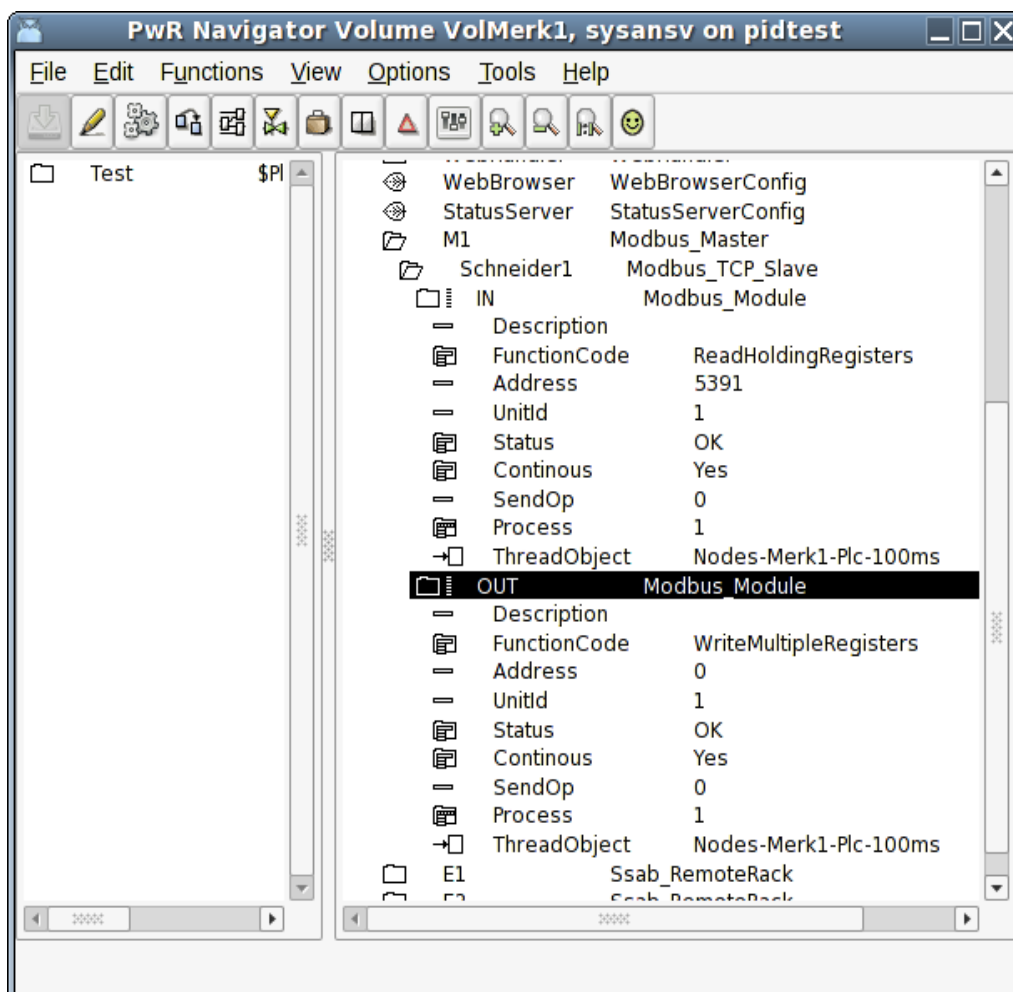 PwR Navigator Volume VolMerk1, sysansv on pidtest
File Edit Functions View Options Tools Help
Test $Pl
WebBrowser WebBrowserConfig
StatusServer StatusServerConfig
M1 Modbus_Master
Schneider1 Modbus_TCP_Slave
IN Modbus_Module
Description
FunctionCode ReadHoldingRegisters
Address 5391
UnitId 1
Status OK
Continous Yes
SendOp 0
Process 1
ThreadObject Nodes-Merk1-Plc-100ms
OUT Modbus_Module
Description
FunctionCode WriteMultipleRegisters
Address 0
UnitId 1
Status OK
Continous Yes
SendOp 0
Process 1
ThreadObject Nodes-Merk1-Plc-100ms
E1 Ssab_RemoteRack